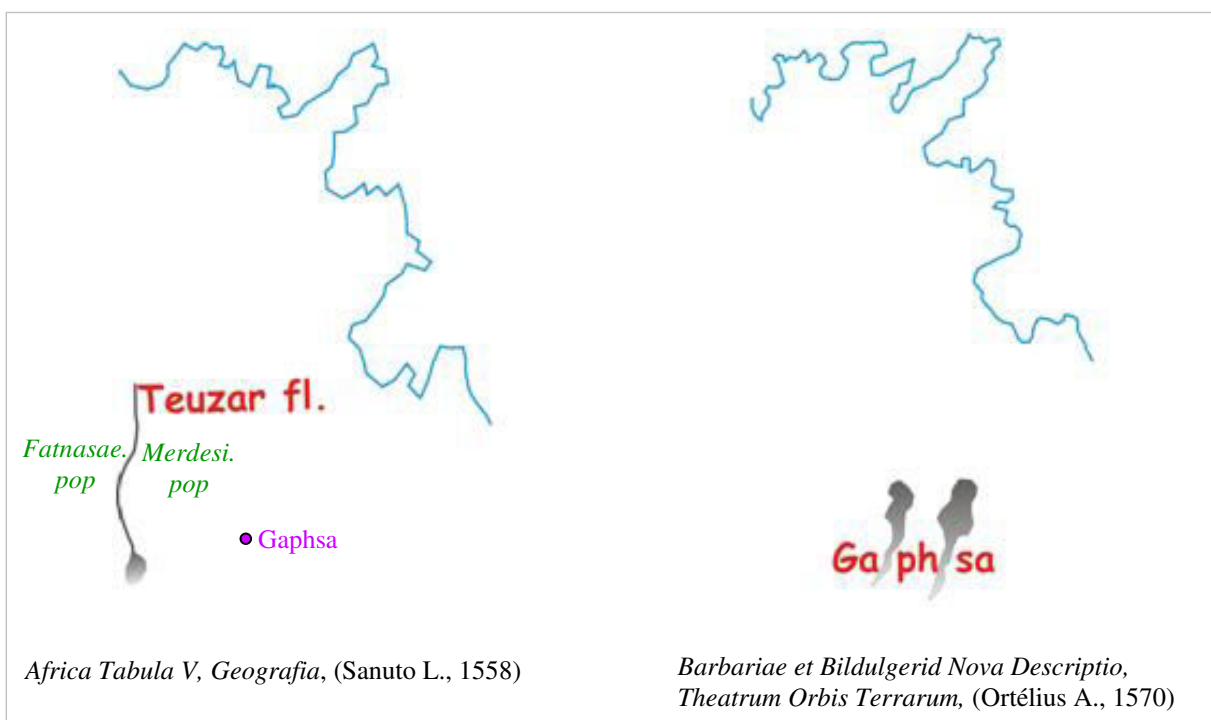 Teuzar fl.
Fatnasae. Merdesi.
pop pop
Gaphsa
Ga ph sa
Africa Tabula V, Geografia, (Sanuto L., 1558)
Barbariae et Bildulgerid Nova Descriptio,
Theatrum Orbis Terrarum, (Ortélius A., 1570)